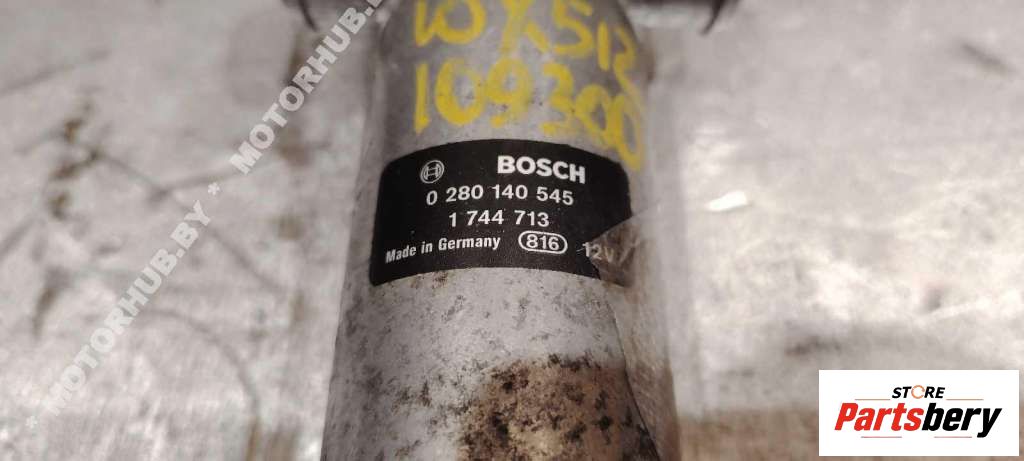 10X512
109300
BOSCH
0 280 140 545
1 744 713
Made in Germany 816 12V
* MOTORHUB.BY * MOTORHUB.BY *
STORE
Partsbery